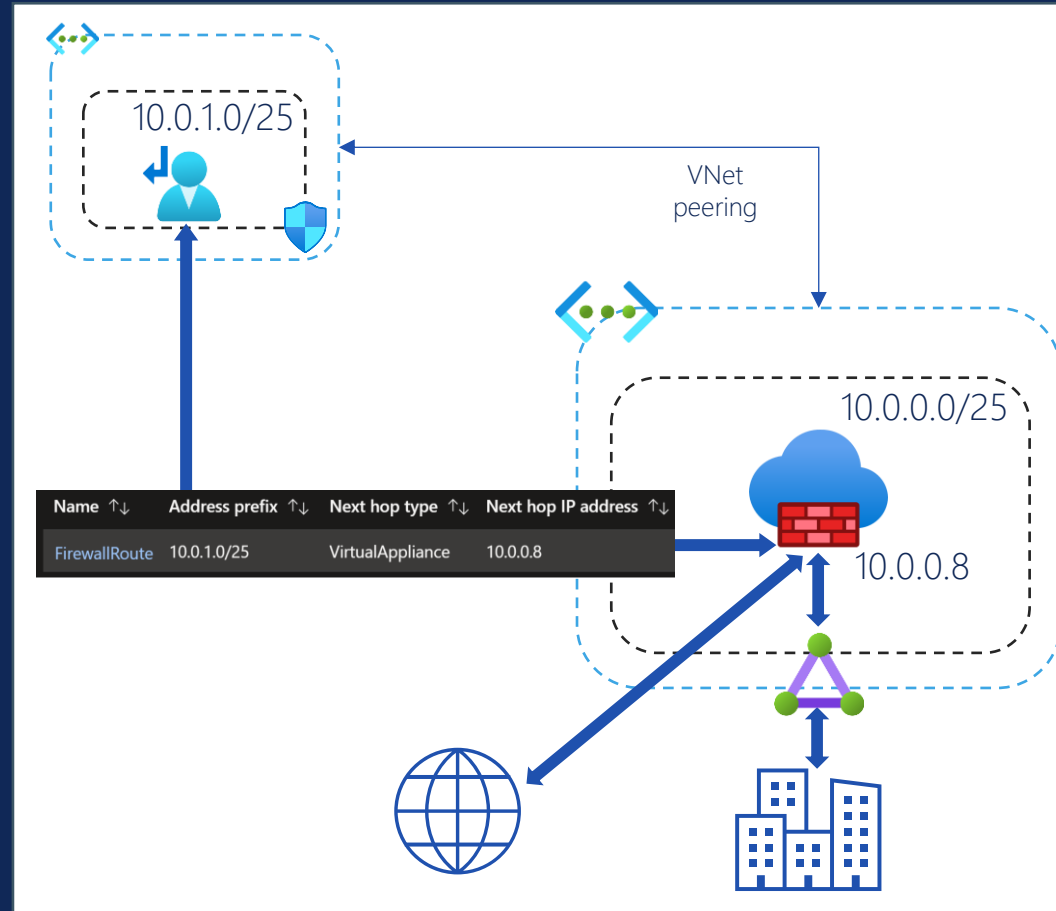 10.0.1.0/25
VNet
peering
10.0.0.0/25
Name ↑↓ Address prefix ↑↓ Next hop type ↑↓ Next hop IP address ↑↓
FirewallRoute 10.0.1.0/25 VirtualAppliance 10.0.0.8
10.0.0.8